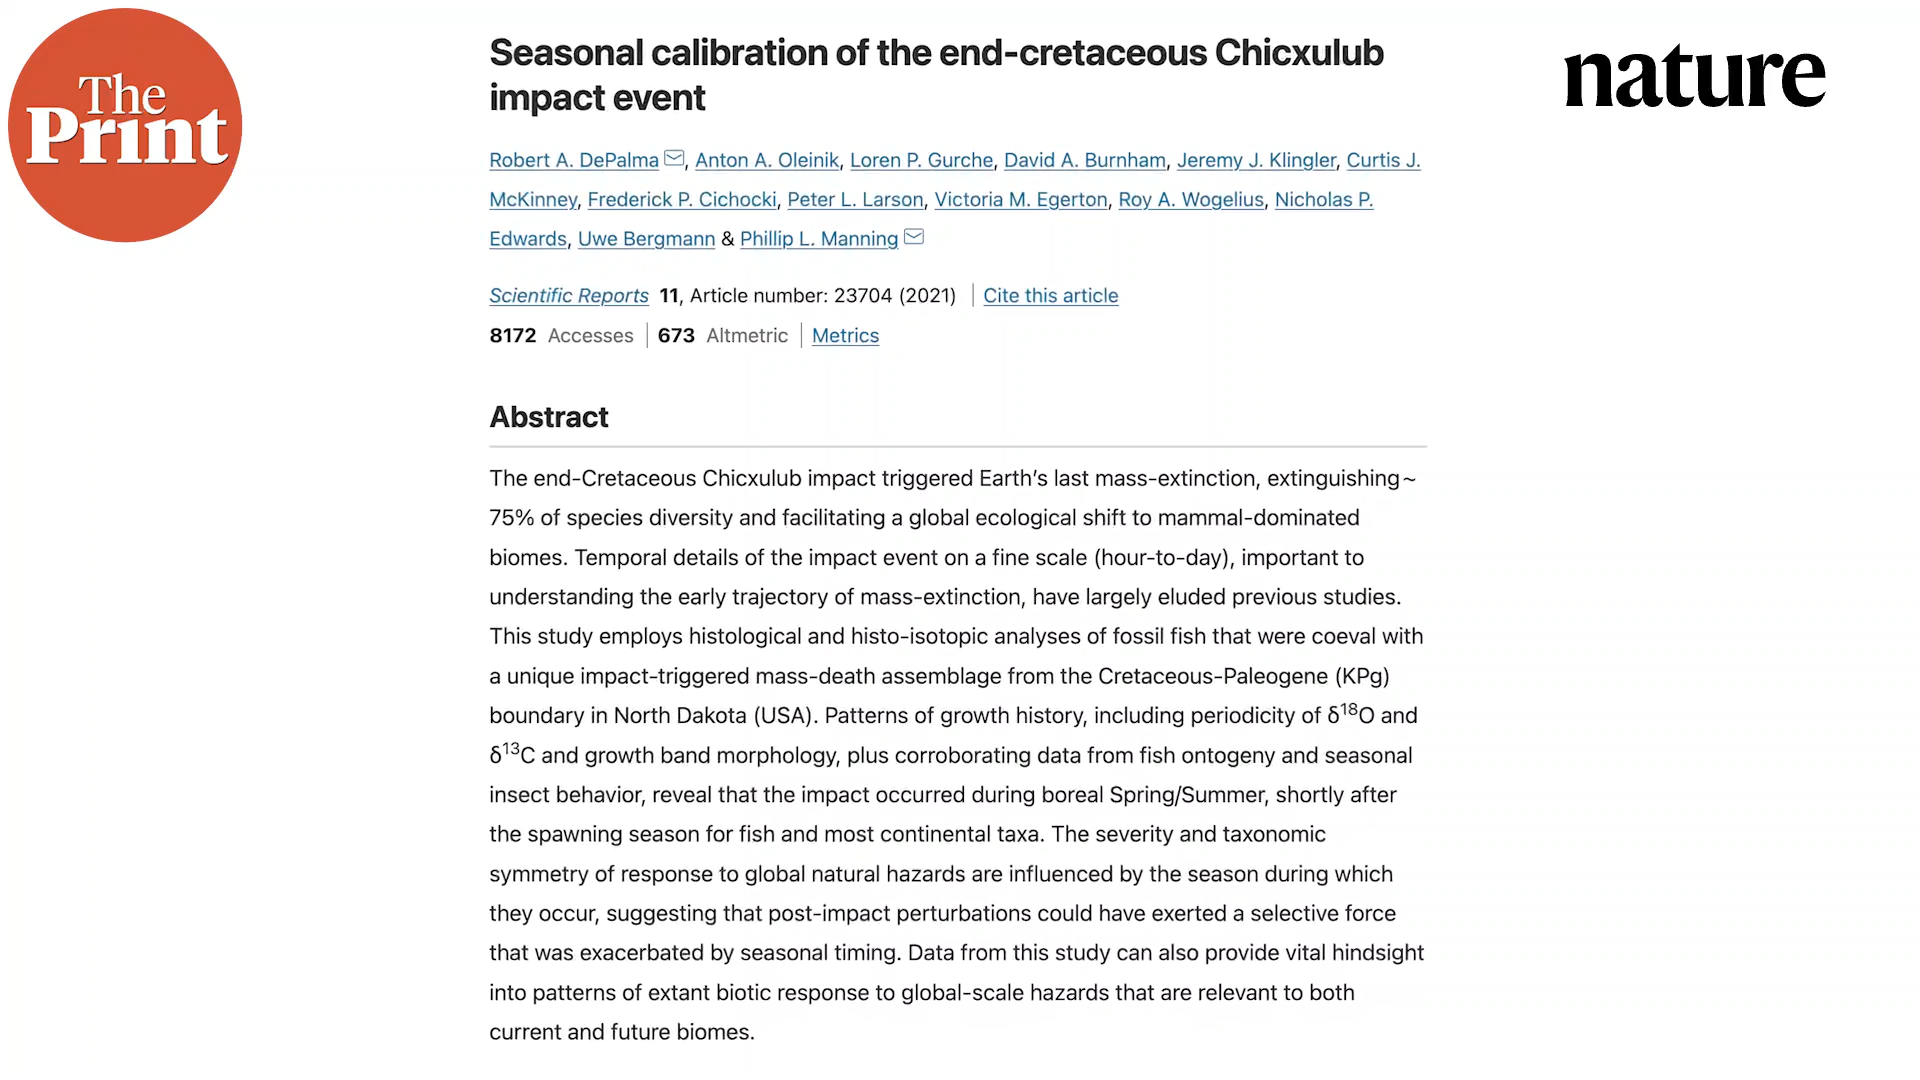 The
Print
nature
Seasonal calibration of the end-cretaceous Chicxulub
impact event
Robert A. DePalma, Anton A. Oleinik, Loren P. Gurche, David A. Burnham, Jeremy J. Klingler, Curtis J.
McKinney, Frederick P. Cichocki, Peter L. Larson, Victoria M. Egerton, Roy A. Wogelius, Nicholas P.
Edwards, Uwe Bergmann & Phillip L. Manning
Scientific Reports 11, Article number: 23704 (2021) | Cite this article
8172 Accesses | 673 Altmetric | Metrics
Abstract
The end-Cretaceous Chicxulub impact triggered Earth’s last mass-extinction, extinguishing ~
75% of species diversity and facilitating a global ecological shift to mammal-dominated
biomes. Temporal details of the impact event on a fine scale (hour-to-day), important to
understanding the early trajectory of mass-extinction, have largely eluded previous studies.
This study employs histological and histo-isotopic analyses of fossil fish that were coeval with
a unique impact-triggered mass-death assemblage from the Cretaceous-Paleogene (KPg)
boundary in North Dakota (USA). Patterns of growth history, including periodicity of δ¹⁸O and
δ¹³C and growth band morphology, plus corroborating data from fish ontogeny and seasonal
insect behavior, reveal that the impact occurred during boreal Spring/Summer, shortly after
the spawning season for fish and most continental taxa. The severity and taxonomic
symmetry of response to global natural hazards are influenced by the season during which
they occur, suggesting that post-impact perturbations could have exerted a selective force
that was exacerbated by seasonal timing. Data from this study can also provide vital hindsight
into patterns of extant biotic response to global-scale hazards that are relevant to both
current and future biomes.